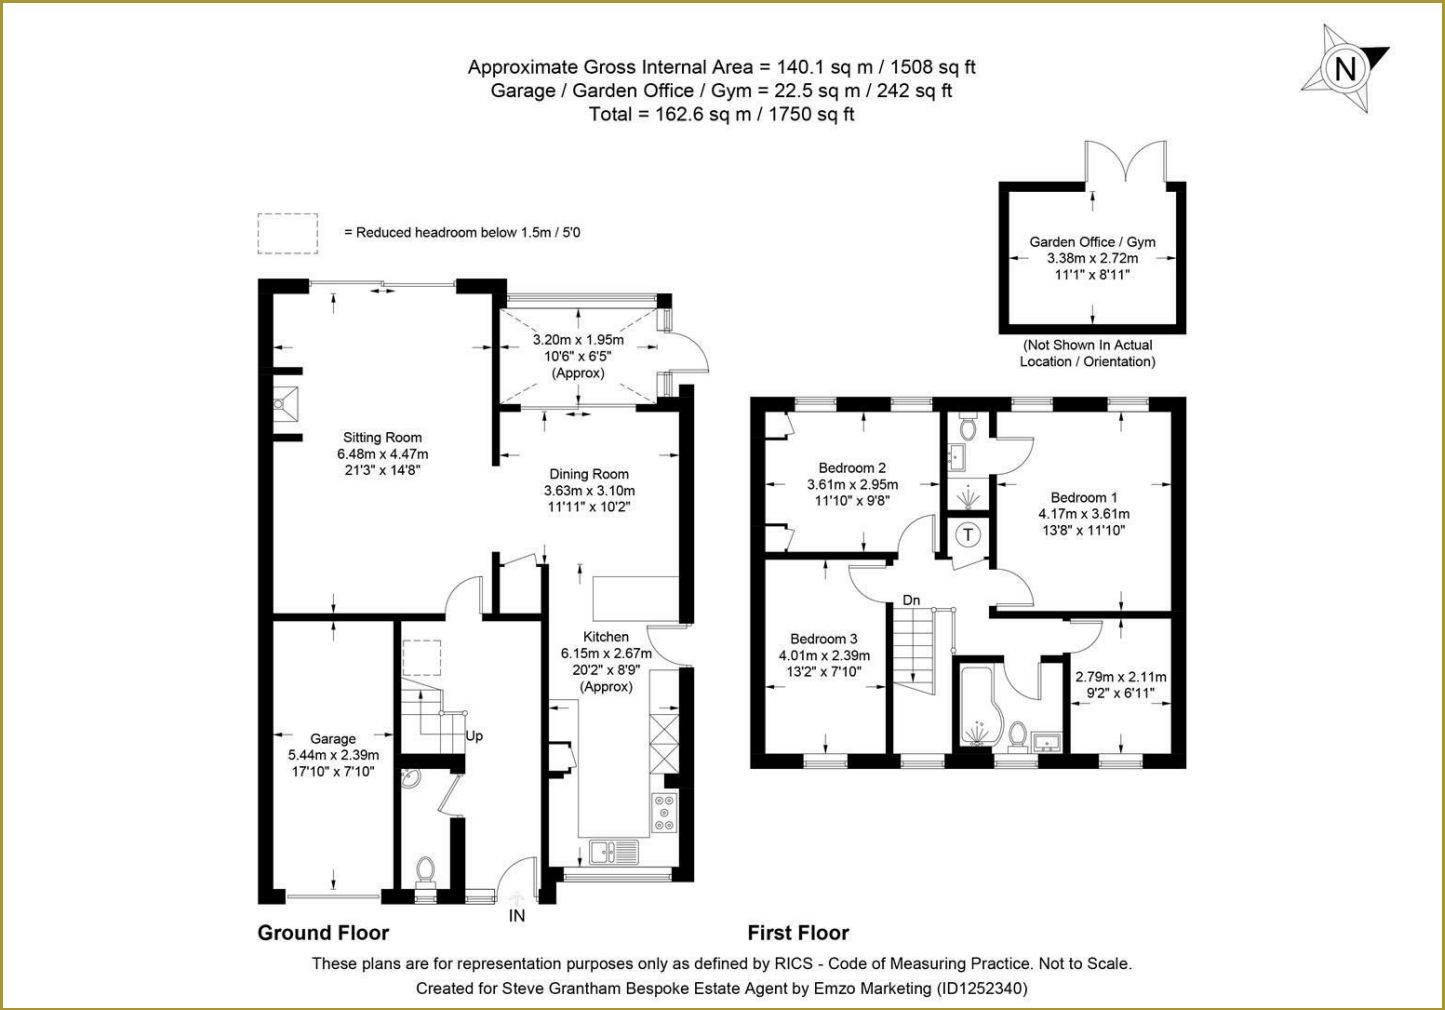 Approximate Gross Internal Area = 140.1 sq m / 1508 sq ft
Garage / Garden Office / Gym = 22.5 sq m / 242 sq ft
Total = 162.6 sq m / 1750 sq ft
N
= Reduced headroom below 1.5m / 5'0
Garden Office / Gym
3.38m x 2.72m
11'1" x 8'11"
(Not Shown In Actual
Location / Orientation)
3.20m x 1.95m
10'6" x 6'5"
(Approx)
Sitting Room
6.48m x 4.47m
21'3" x 14'8"
Dining Room
3.63m x 3.10m
11'11" x 10'2"
Kitchen
6.15m x 2.67m
20'2" x 8'9"
(Approx)
Up
Garage
5.44m x 2.39m
17'10" x 7'10"
IN
Ground Floor
Bedroom 2
3.61m x 2.95m
11'10" x 9'8"
Bedroom 1
4.17m x 3.61m
13'8" x 11'10"
T
Dn
Bedroom 3
4.01m x 2.39m
13'2" x 7'10"
2.79m x 2.11m
9'2" x 6'11"
First Floor
These plans are for representation purposes only as defined by RICS - Code of Measuring Practice. Not to Scale.
Created for Steve Grantham Bespoke Estate Agent by Emzo Marketing (ID1252340)